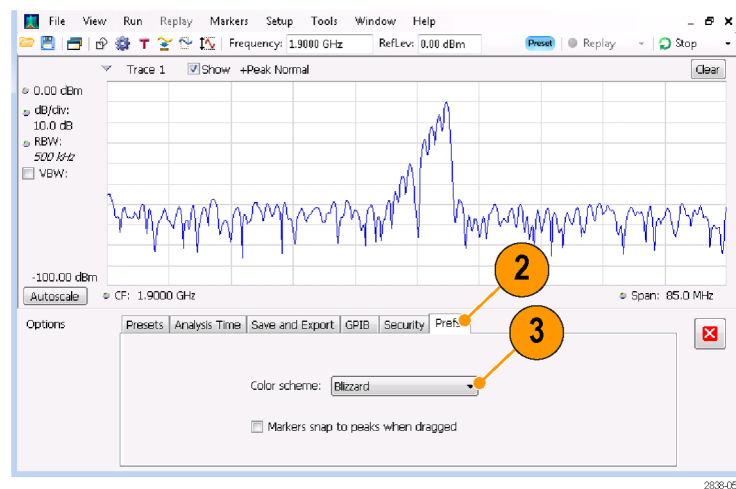 File View Run Replay Markers Setup Tools Window Help
Frequency: 1.9000 GHz RefLev: 0.00 dBm Preset Replay Stop
Trace 1 Show +Peak Normal Clear
0.00 dBm
dB/div:
10.0 dB
RBW:
500 kHz
VBW:
-100.00 dBm
Autoscale CF: 1.9000 GHz Span: 85.0 MHz
2
Options Presets Analysis Time Save and Export GPIB Security Prefs
3
Color scheme: Blizzard
Markers snap to peaks when dragged
2838-05